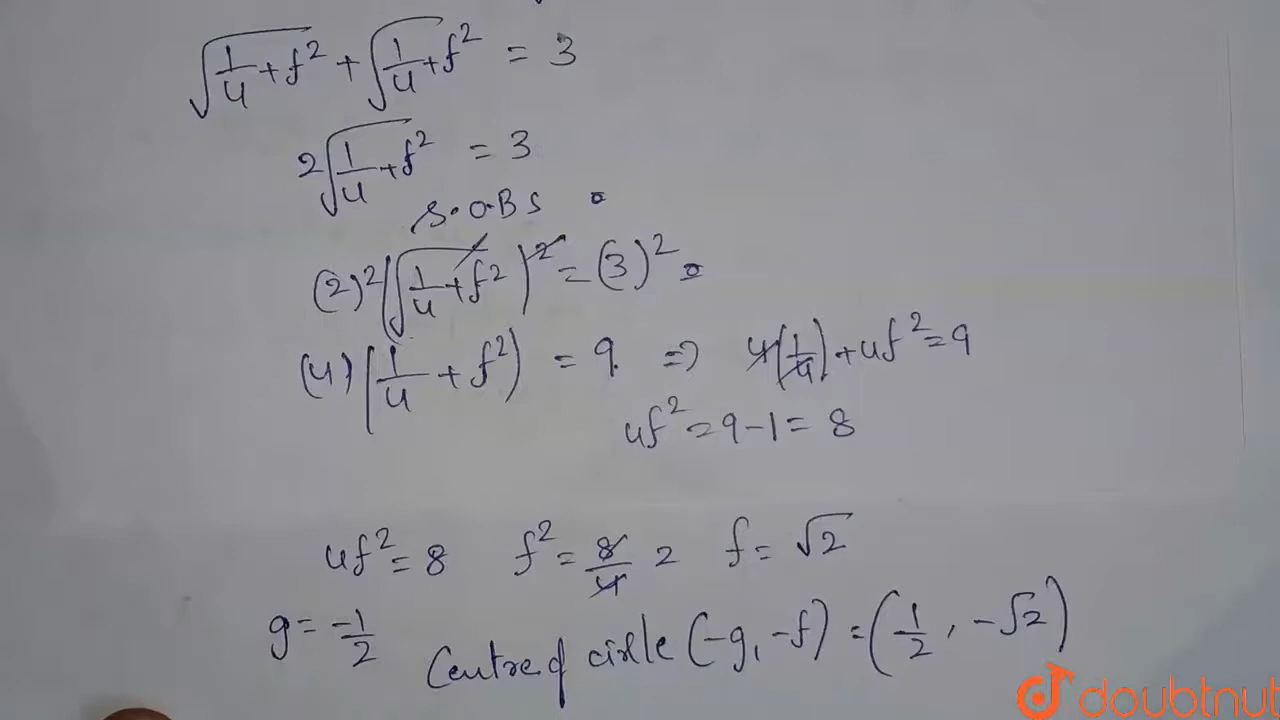 √(1/4 + f²) + √(1/4 + f²) = 3
2√(1/4 + f²) = 3
S.O.B.S
(2)² (√(1/4 + f²))² = (3)²
(4) (1/4 + f²) = 9. ⇒ 4(1/4) + 4f² = 9
4f² = 9 - 1 = 8
4f² = 8 f² = 8/4 2 f = √2
g = -1/2 Centre of circle (-g, -f) = (1/2, -√2)
doubtnut